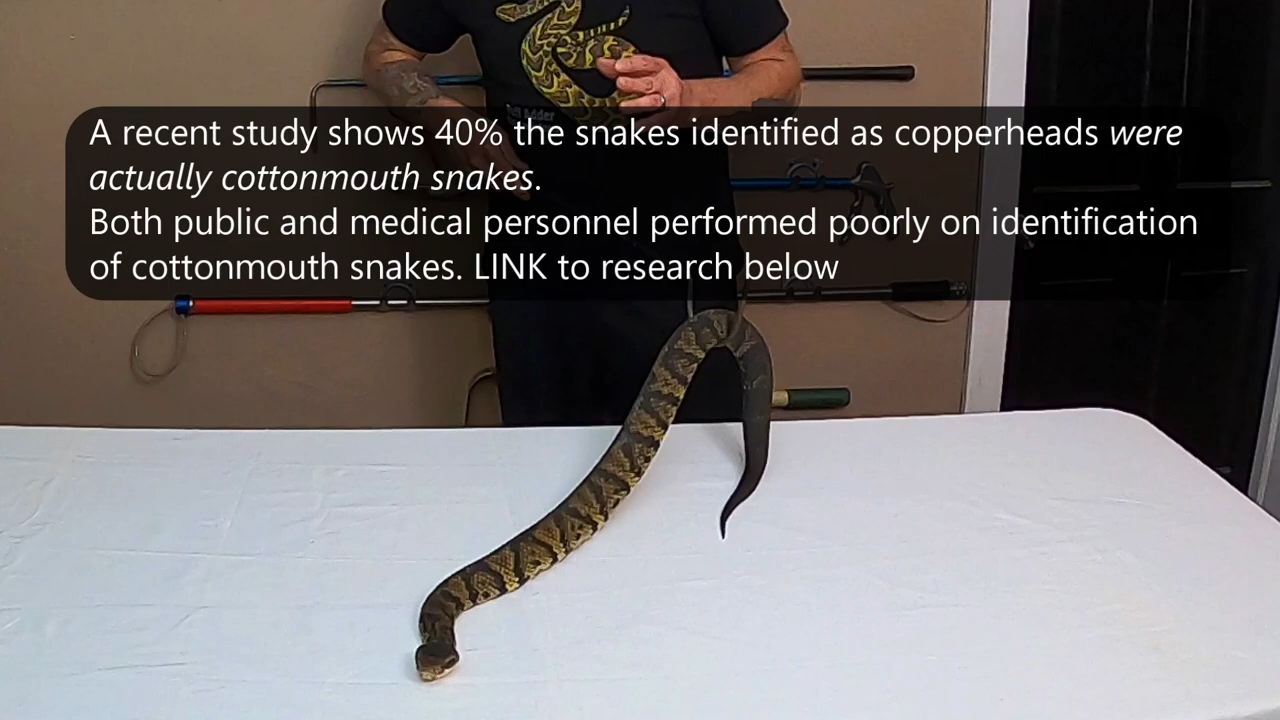 A recent study shows 40% the snakes identified as copperheads were
actually cottonmouth snakes.
Both public and medical personnel performed poorly on identification
of cottonmouth snakes. LINK to research below